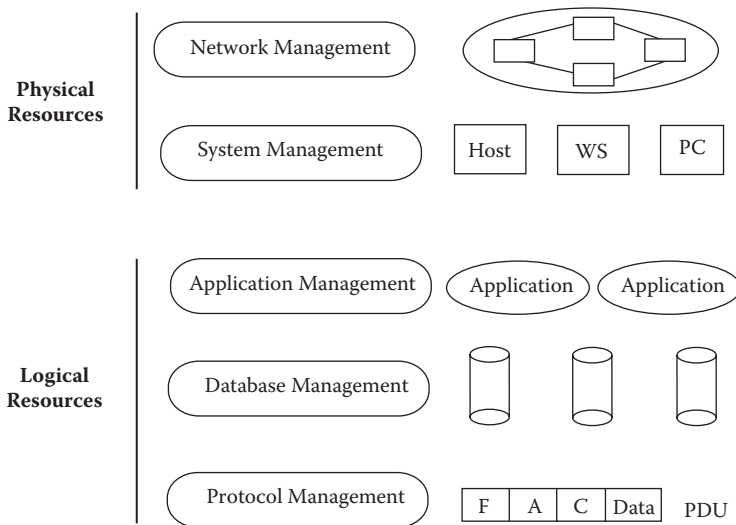 Physical
Resources
Network Management
System Management
Host
WS
PC
Logical
Resources
Application Management
Application
Application
Database Management
Protocol Management
F
A
C
Data
PDU